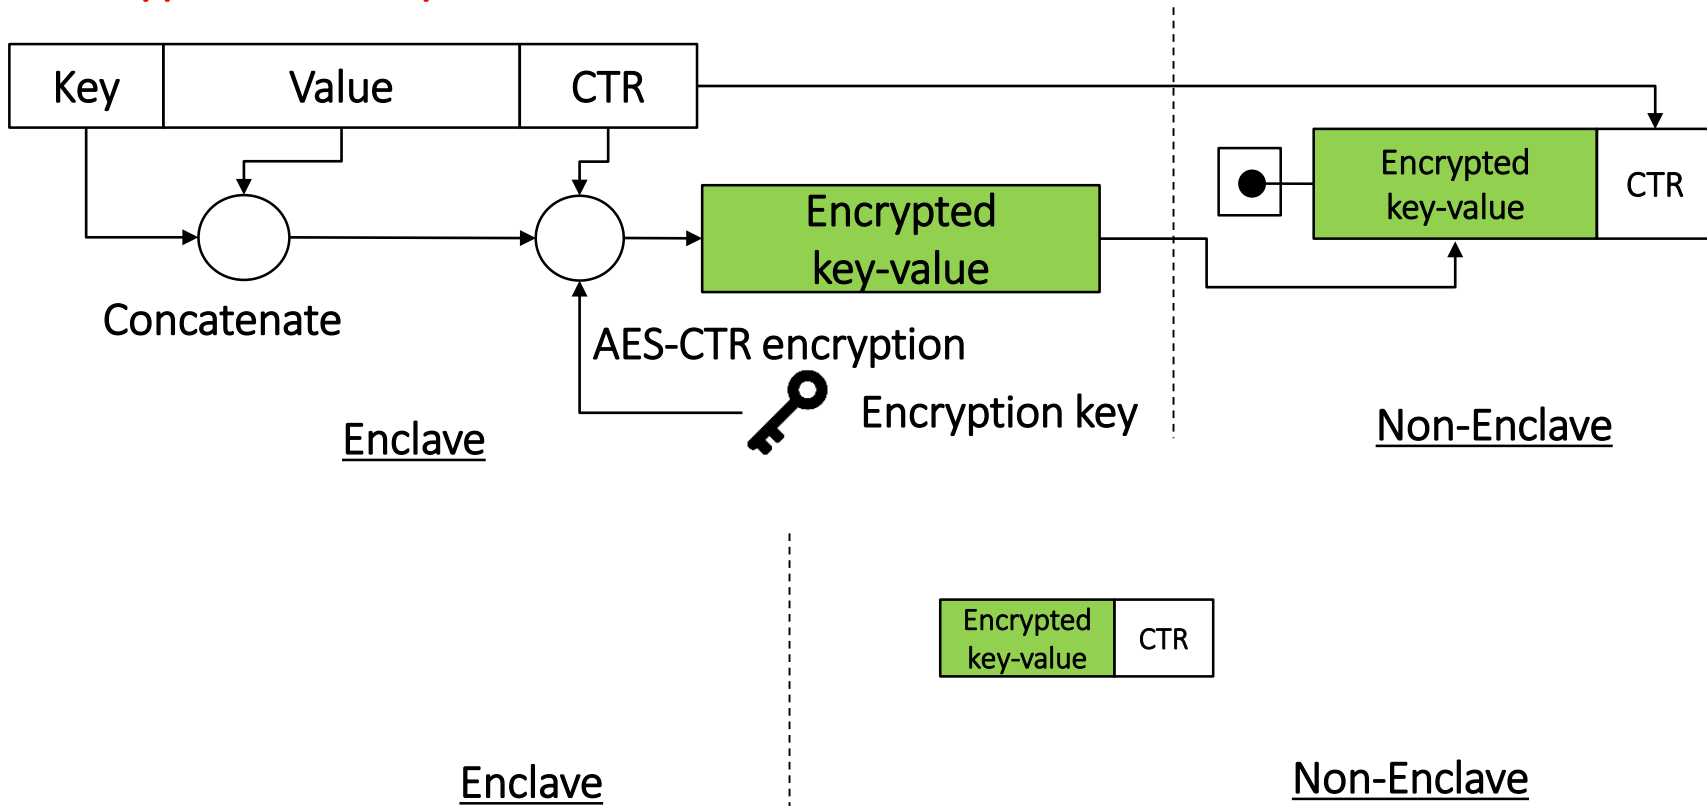 Key
Value
CTR
Encrypted
key-value
CTR
Encrypted
key-value
Concatenate
AES-CTR encryption
Encryption key
Enclave
Non-Enclave
Encrypted
key-value
CTR
Enclave
Non-Enclave